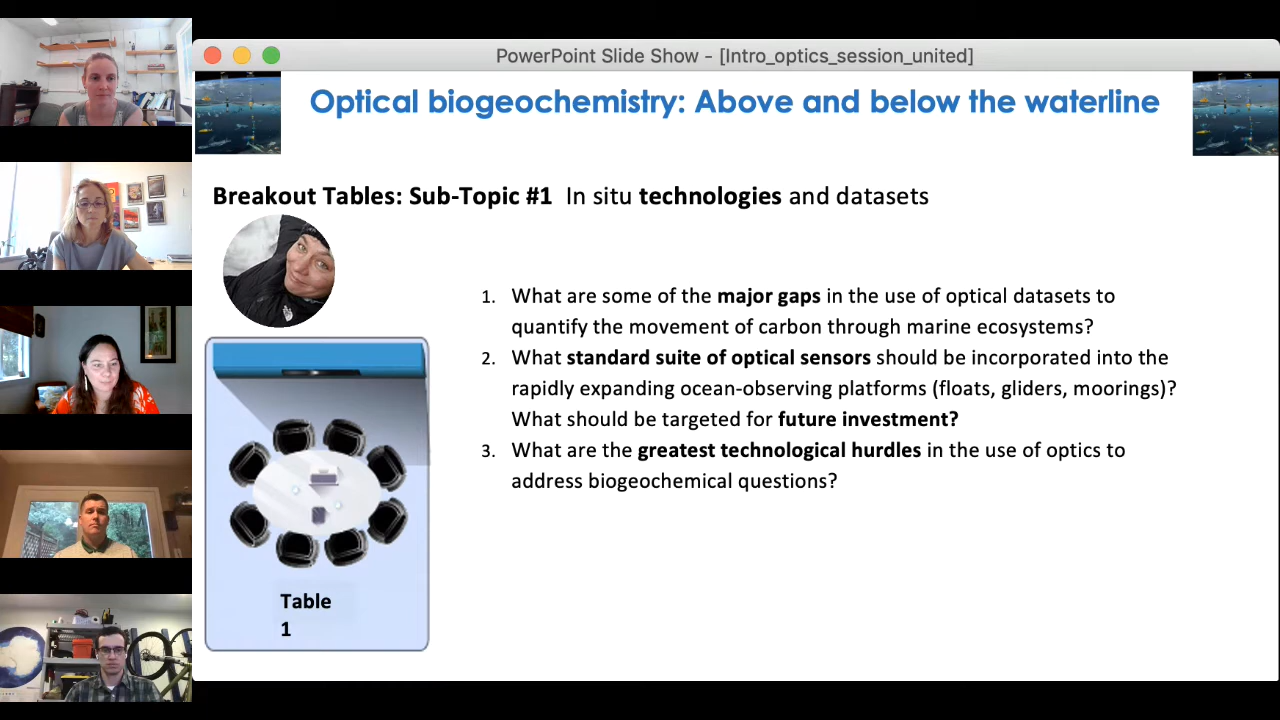 PowerPoint Slide Show - [Intro_optics_session_united]
Optical biogeochemistry: Above and below the waterline
Breakout Tables: Sub-Topic #1 In situ technologies and datasets
1. What are some of the major gaps in the use of optical datasets to
quantify the movement of carbon through marine ecosystems?
2. What standard suite of optical sensors should be incorporated into the
rapidly expanding ocean-observing platforms (floats, gliders, moorings)?
What should be targeted for future investment?
3. What are the greatest technological hurdles in the use of optics to
address biogeochemical questions?
Table
1